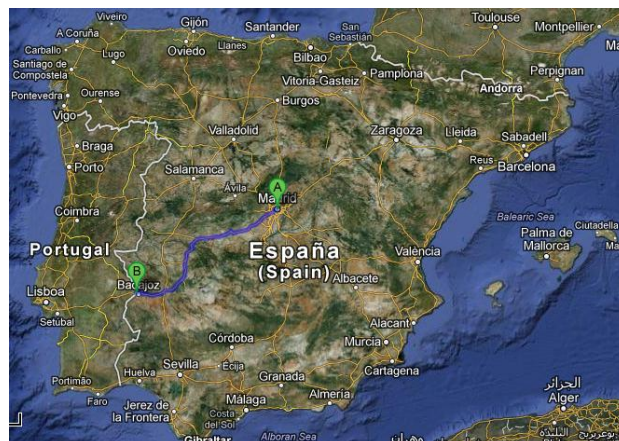 Viveiro
Gijón
Santander
Toulouse
Montpellier
A Coruña
Oviedo
Llanes
San
Sebastián
Carballo
Lugo
Bilbao
Santiago de
Compostela
Vitoria-Gasteiz
Pamplona
Perpignan
Andorra
Pontevedra
Ourense
Burgos
Vigo
Braga
Valladolid
Zaragoza
Lleida
Sabadell
Porto
Reus
Barcelona
Salamanca
Ávila
A
Madrid
Coimbra
Balearic Sea
Ciutadella
Palma de
Mallorca
Portugal
España
(Spain)
València
B
Badajoz
Lisboa
Albacete
Setúbal
Alacant
Córdoba
Murcia
Cartagena
Portimão
Huelva
Sevilla
Écija
Granada
Faro
Jerez de
la Frontera
Málaga
Almería
Costa
del Sol
Gibraltar
Alboran Sea
الجزائر
Alger
وهران
البليدة
بوعريريج